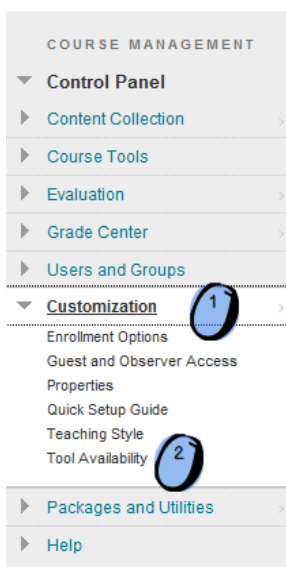 COURSE MANAGEMENT
Control Panel
Content Collection
Course Tools
Evaluation
Grade Center
Users and Groups
Customization 1
Enrollment Options
Guest and Observer Access
Properties
Quick Setup Guide
Teaching Style
Tool Availability 2
Packages and Utilities
Help